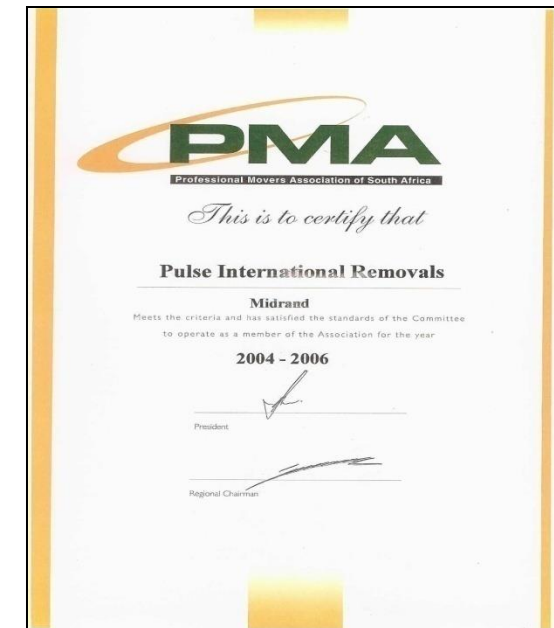 PMA
Professional Movers Association of South Africa
This is to certify that
Pulse International Removals
Midrand
Meets the criteria and has satisfied the standards of the Committee
to operate as a member of the Association for the year
2004 - 2006
President
Regional Chairman